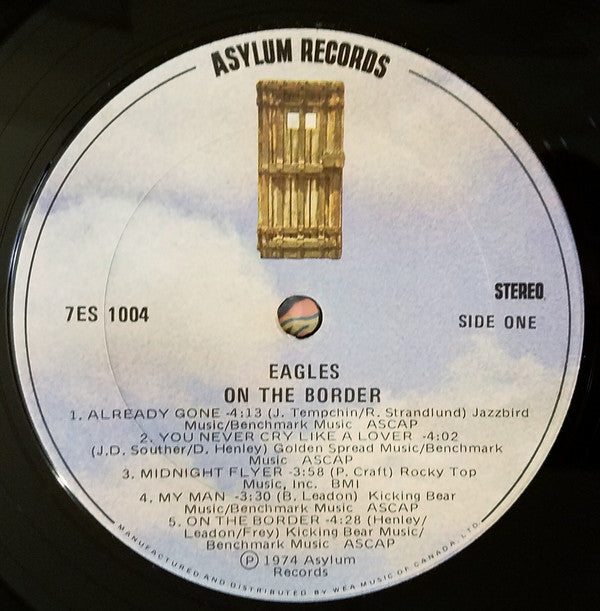 ASYLUM RECORDS
STEREO
7ES 1004
SIDE ONE
EAGLES
ON THE BORDER
1. ALREADY GONE -4:13 (J. Tempchin/R. Strandlund) Jazzbird
Music/Benchmark Music ASCAP
2. YOU NEVER CRY LIKE A LOVER -4:02
(J.D. Souther/D. Henley) Golden Spread Music/Benchmark
Music ASCAP
3. MIDNIGHT FLYER -3:58 (P. Craft) Rocky Top
Music, Inc. BMI
4. MY MAN -3:30 (B. Leadon) Kicking Bear
Music/Benchmark Music ASCAP
5. ON THE BORDER -4:28 (Henley/
Leadon/Frey) Kicking Bear Music/
Benchmark Music ASCAP
Ⓟ 1974 Asylum
Records
MANUFACTURED AND DISTRIBUTED BY WEA MUSIC OF CANADA, LTD.